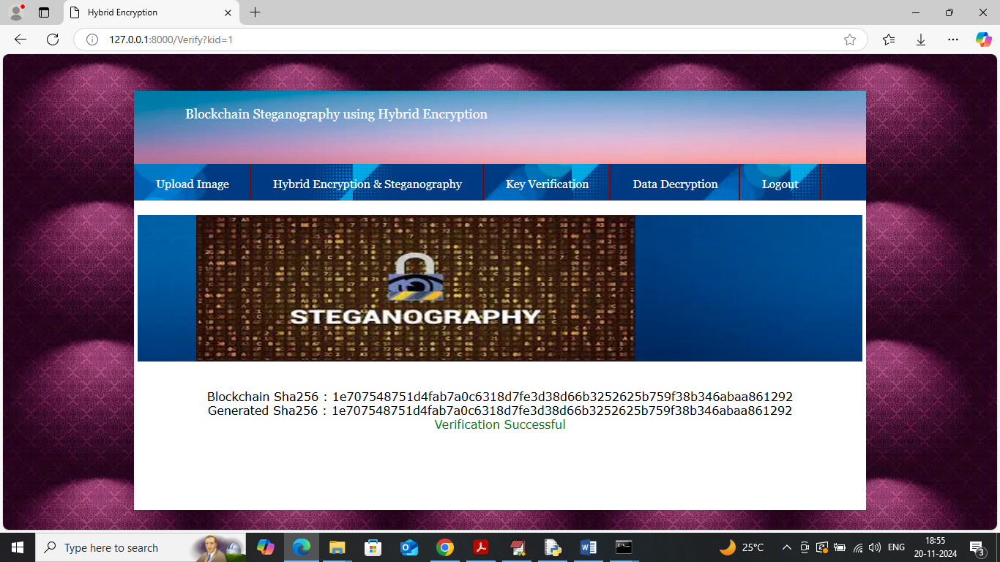 Hybrid Encryption
127.0.0.1:8000/Verify?kid=1
Blockchain Steganography using Hybrid Encryption
Upload Image
Hybrid Encryption & Steganography
Key Verification
Data Decryption
Logout
STEGANOGRAPHY
Blockchain Sha256 : 1e707548751d4fab7a0c6318d7fe3d38d66b3252625b759f38b346abaa861292
Generated Sha256 : 1e707548751d4fab7a0c6318d7fe3d38d66b3252625b759f38b346abaa861292
Verification Successful
Type here to search
25°C
ENG
18:55
20-11-2024
3